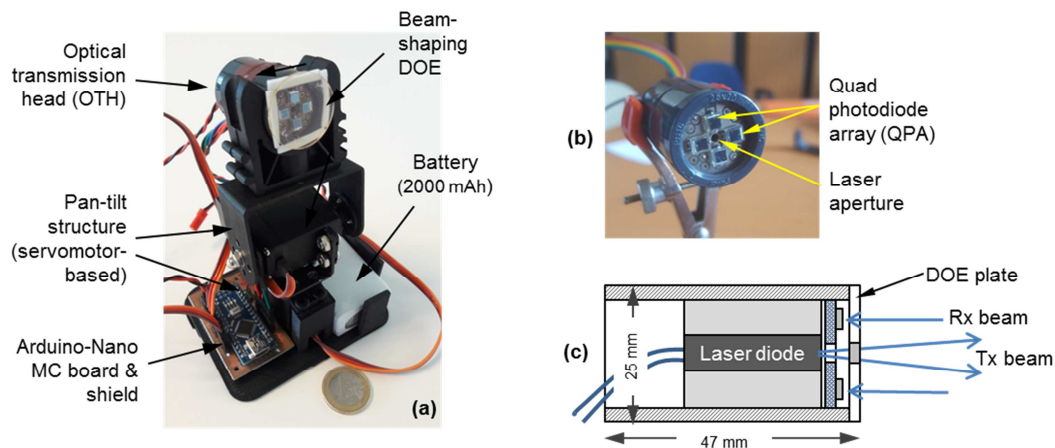 Optical
transmission
head (OTH)
Beam-
shaping
DOE
Battery
(2000 mAh)
Pan-tilt
structure
(servomotor-
based)
Arduino-Nano
MC board &
shield
(a)
(b)
Quad
photodiode
array (QPA)
Laser
aperture
DOE plate
Rx beam
Tx beam
(c)
25 mm
Laser diode
47 mm